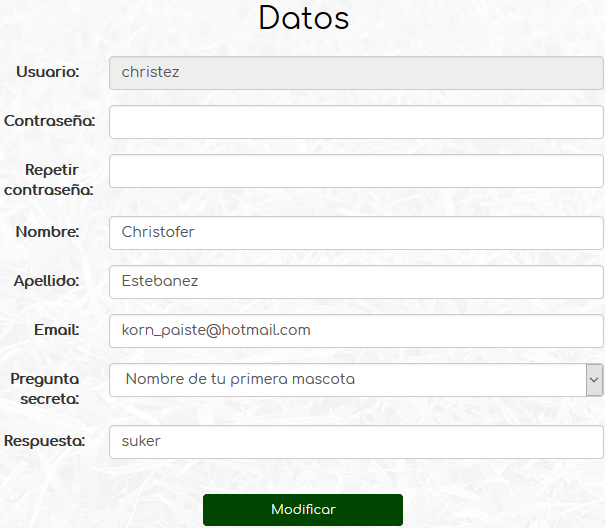 Datos
Usuario: christez
Contraseña:
Repetir
contraseña:
Nombre: Christofer
Apellido: Estebanez
Email: korn_paiste@hotmail.com
Pregunta Nombre de tu primera mascota
secreta:
Respuesta: suker
Modificar